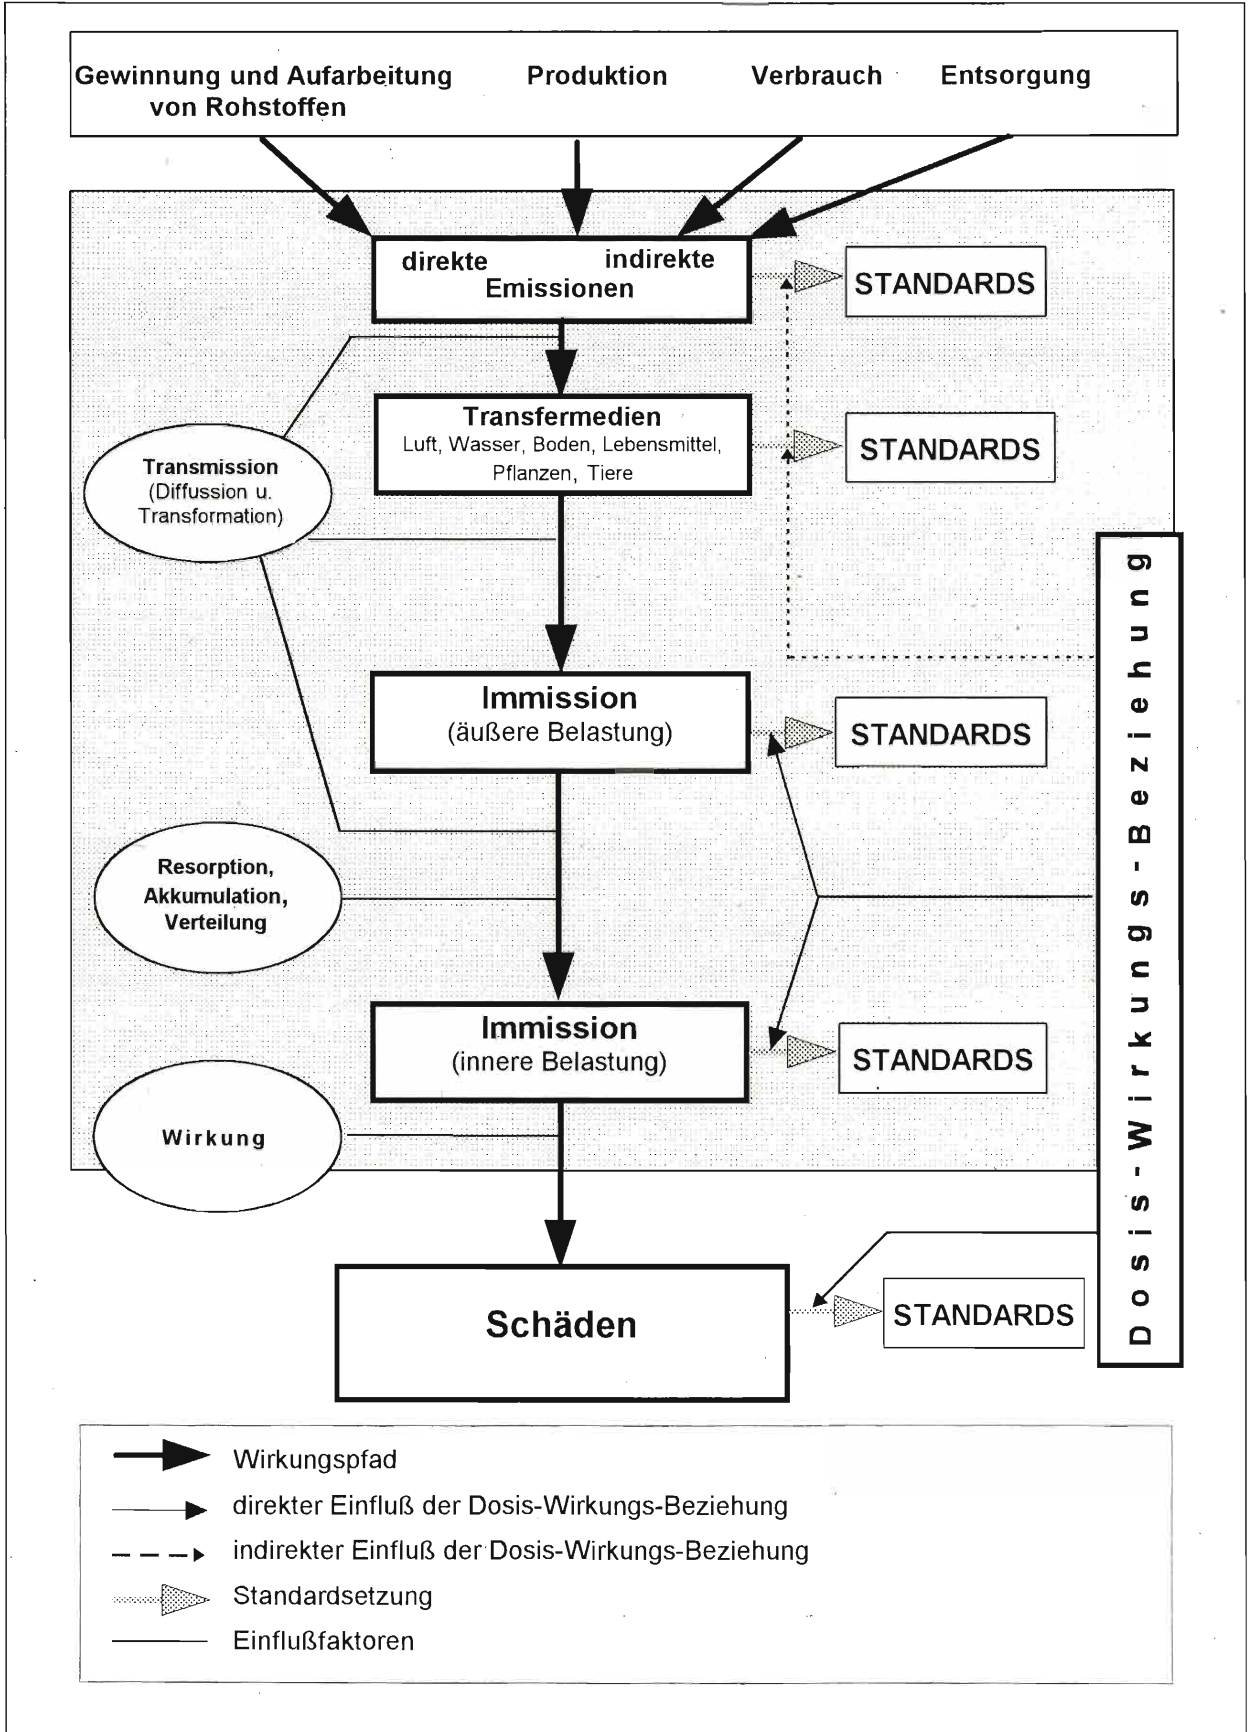 Gewinnung und Aufarbeitung
von Rohstoffen
Produktion
Verbrauch
Entsorgung
direkte
indirekte
Emissionen
STANDARDS
Transfermedien
Luft, Wasser, Boden, Lebensmittel,
Pflanzen, Tiere
STANDARDS
Transmission
(Diffussion u.
Transformation)
Immission
(äußere Belastung)
STANDARDS
Resorption,
Akkumulation,
Verteilung
Immission
(innere Belastung)
STANDARDS
Wirkung
Schäden
STANDARDS
Dosis-Wirkungs-Beziehung
Wirkungspfad
direkter Einfluß der Dosis-Wirkungs-Beziehung
indirekter Einfluß der Dosis-Wirkungs-Beziehung
Standardsetzung
Einflußfaktoren